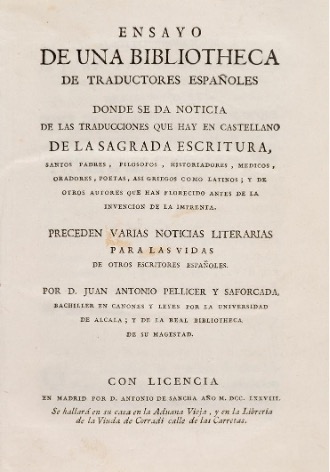 ENSAYO
DE UNA BIBLIOTHECA
DE TRADUCTORES ESPAÑOLES
DONDE SE DA NOTICIA
DE LAS TRADUCCIONES QUE HAY EN CASTELLANO
DE LA SAGRADA ESCRITURA,
SANTOS PADRES, FILOSOFOS, HISTORIADORES, MEDICOS,
ORADORES, POETAS, ASI GRIEGOS COMO LATINOS; Y DE
OTROS AUTORES QUE HAN FLORECIDO ANTES DE LA
INVENCION DE LA IMPRENTA.
PRECEDEN VARIAS NOTICIAS LITERARIAS
PARA LAS VIDAS
DE OTROS ESCRITORES ESPAÑOLES.
POR D. JUAN ANTONIO PELLICER Y SAFORCADA,
BACHILLER EN CANONES Y LEYES POR LA UNIVERSIDAD
DE ALCALA; Y DE LA REAL BIBLIOTHECA
DE SU MAGESTAD.
CON LICENCIA
EN MADRID POR D. ANTONIO DE SANCHA AÑO M. DCC. LXXVIII.
Se hallará en su casa en la Aduana Vieja, y en la Librería
de la Viuda de Corradi calle de las Carretas.